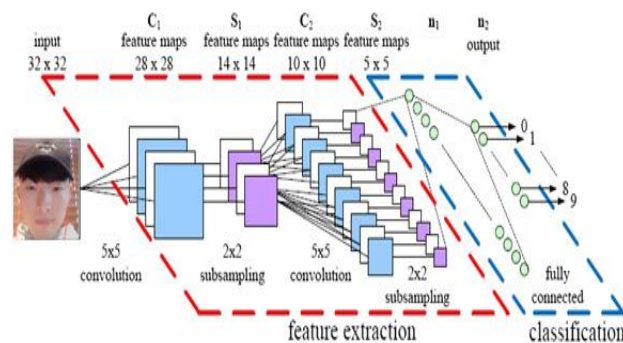 C₁ S₁ C₂ S₂ n₁ n₂
input feature maps feature maps feature maps feature maps output
32 x 32 28 x 28 14 x 14 10 x 10 5 x 5
0
1
8
9
5x5 2x2 5x5 2x2 fully
convolution subsampling convolution subsampling connected
feature extraction classification